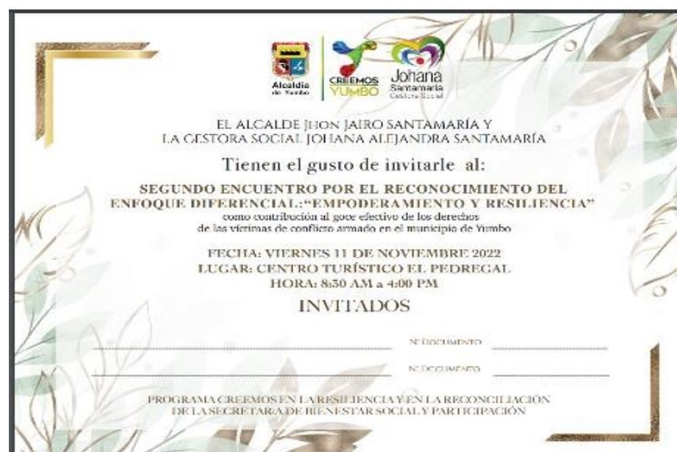 Alcaldía
de Yumbo
CREEMOS
YUMBO
Johana
Santamaría
Gestora Social
EL ALCALDE JHON JAIRO SANTAMARÍA Y
LA GESTORA SOCIAL JOHANA ALEJANDRA SANTAMARÍA
Tienen el gusto de invitarle al:
SEGUNDO ENCUENTRO POR EL RECONOCIMIENTO DEL
ENFOQUE DIFERENCIAL:“EMPODERAMIENTO Y RESILIENCIA”
como contribución al goce efectivo de los derechos
de las víctimas de conflicto armado en el municipio de Yumbo
FECHA: VIERNES 11 DE NOVIEMBRE 2022
LUGAR: CENTRO TURÍSTICO EL PEDREGAL
HORA: 8:30 AM a 4:00 PM
INVITADOS
N° DOCUMENTO
N° DOCUMENTO
PROGRAMA CREEMOS EN LA RESILIENCIA Y EN LA RECONCILIACIÓN
DE LA SECRETARA DE BIENESTAR SOCIAL Y PARTICIPACIÓN